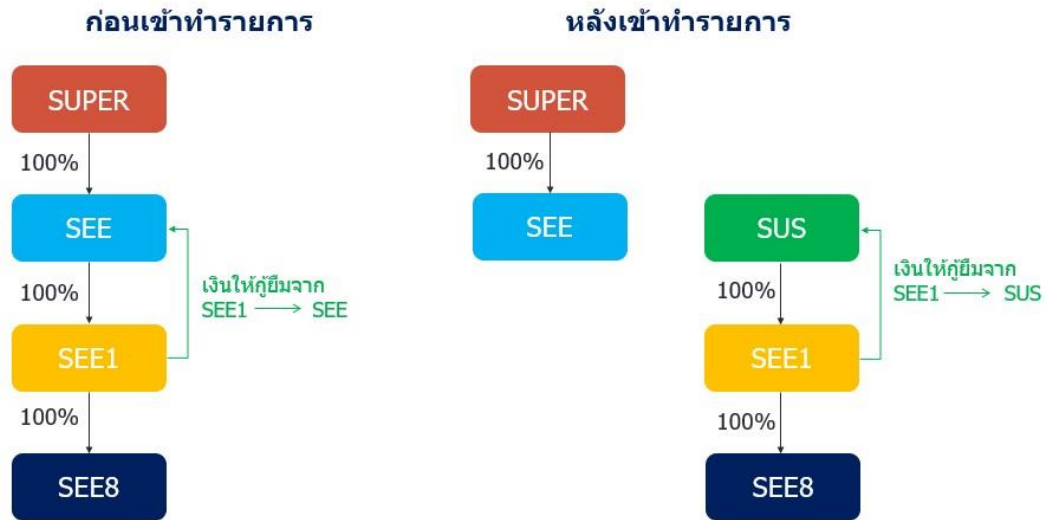 ก่อนเข้าทำรายการ
SUPER
100%
SEE
100%
เงินให้กู้ยืมจาก
SEE1 → SEE
SEE1
100%
SEE8
หลังเข้าทำรายการ
SUPER
100%
SEE
SUS
100%
เงินให้กู้ยืมจาก
SEE1 → SUS
SEE1
100%
SEE8